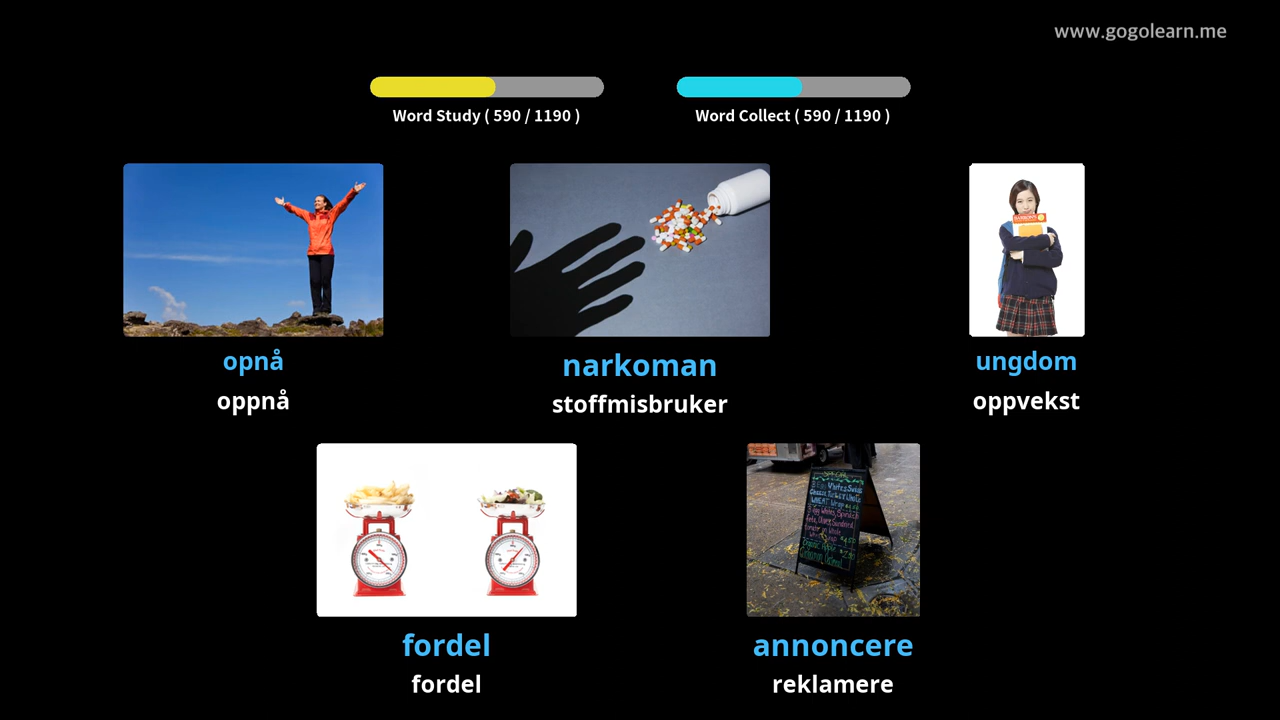 www.gogolearn.me
Word Study ( 590 / 1190 )
Word Collect ( 590 / 1190 )
opnå
oppnå
narkoman
stoffmisbruker
ungdom
oppvekst
fordel
fordel
annoncere
reklamere